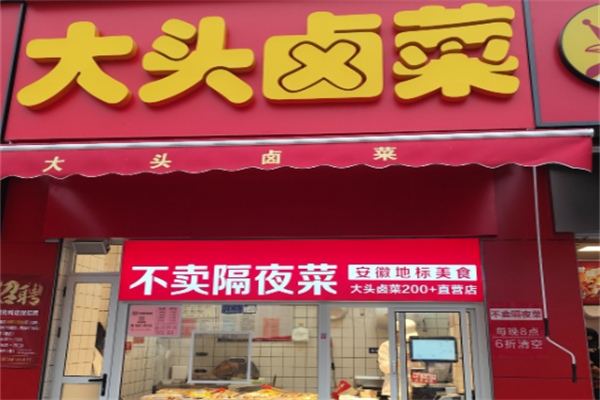 大头卤菜
大头卤菜
不卖隔夜菜
安徽地标美食
大头卤菜200+直营店
招聘
不卖隔夜菜
每晚8点
6折清空